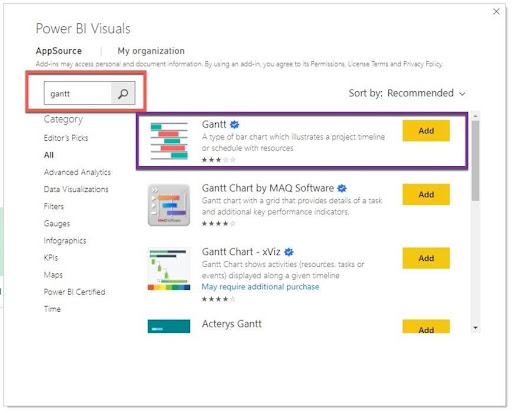 Power BI Visuals
AppSource
My organization
Add-ins may access personal and document information. By using an add-in, you agree to its Permissions, License Terms and Privacy Policy.
gantt
Sort by: Recommended
Category
Editor's Picks
All
Advanced Analytics
Data Visualizations
Filters
Gauges
Infographics
KPIs
Maps
Power BI Certified
Time
Gantt
A type of bar chart which illustrates a project timeline
or schedule with resources
Add
Gantt Chart by MAQ Software
Gantt chart with a grid that provides details of a task
and additional key performance indicators.
Add
Gantt Chart - xViz
Gantt Chart shows activities (resources, tasks or
events) displayed along a given timeline
May require additional purchase
Add
Acterys Gantt
Add